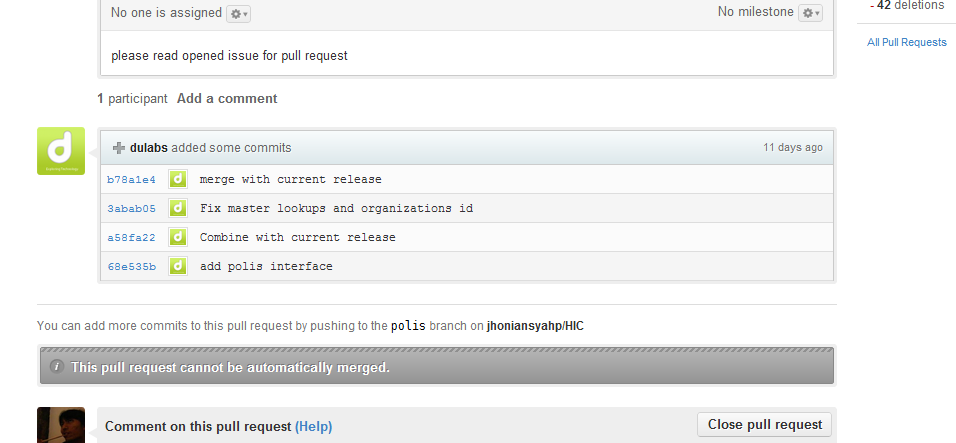 No one is assigned
No milestone
- 42 deletions
All Pull Requests
please read opened issue for pull request
1 participant Add a comment
d
dulabs added some commits
11 days ago
b78a1e4 merge with current release
3abab05 Fix master lookups and organizations id
a58fa22 Combine with current release
68e535b add polis interface
You can add more commits to this pull request by pushing to the polis branch on jhoniansyahp/HIC
This pull request cannot be automatically merged.
Comment on this pull request (Help)
Close pull request